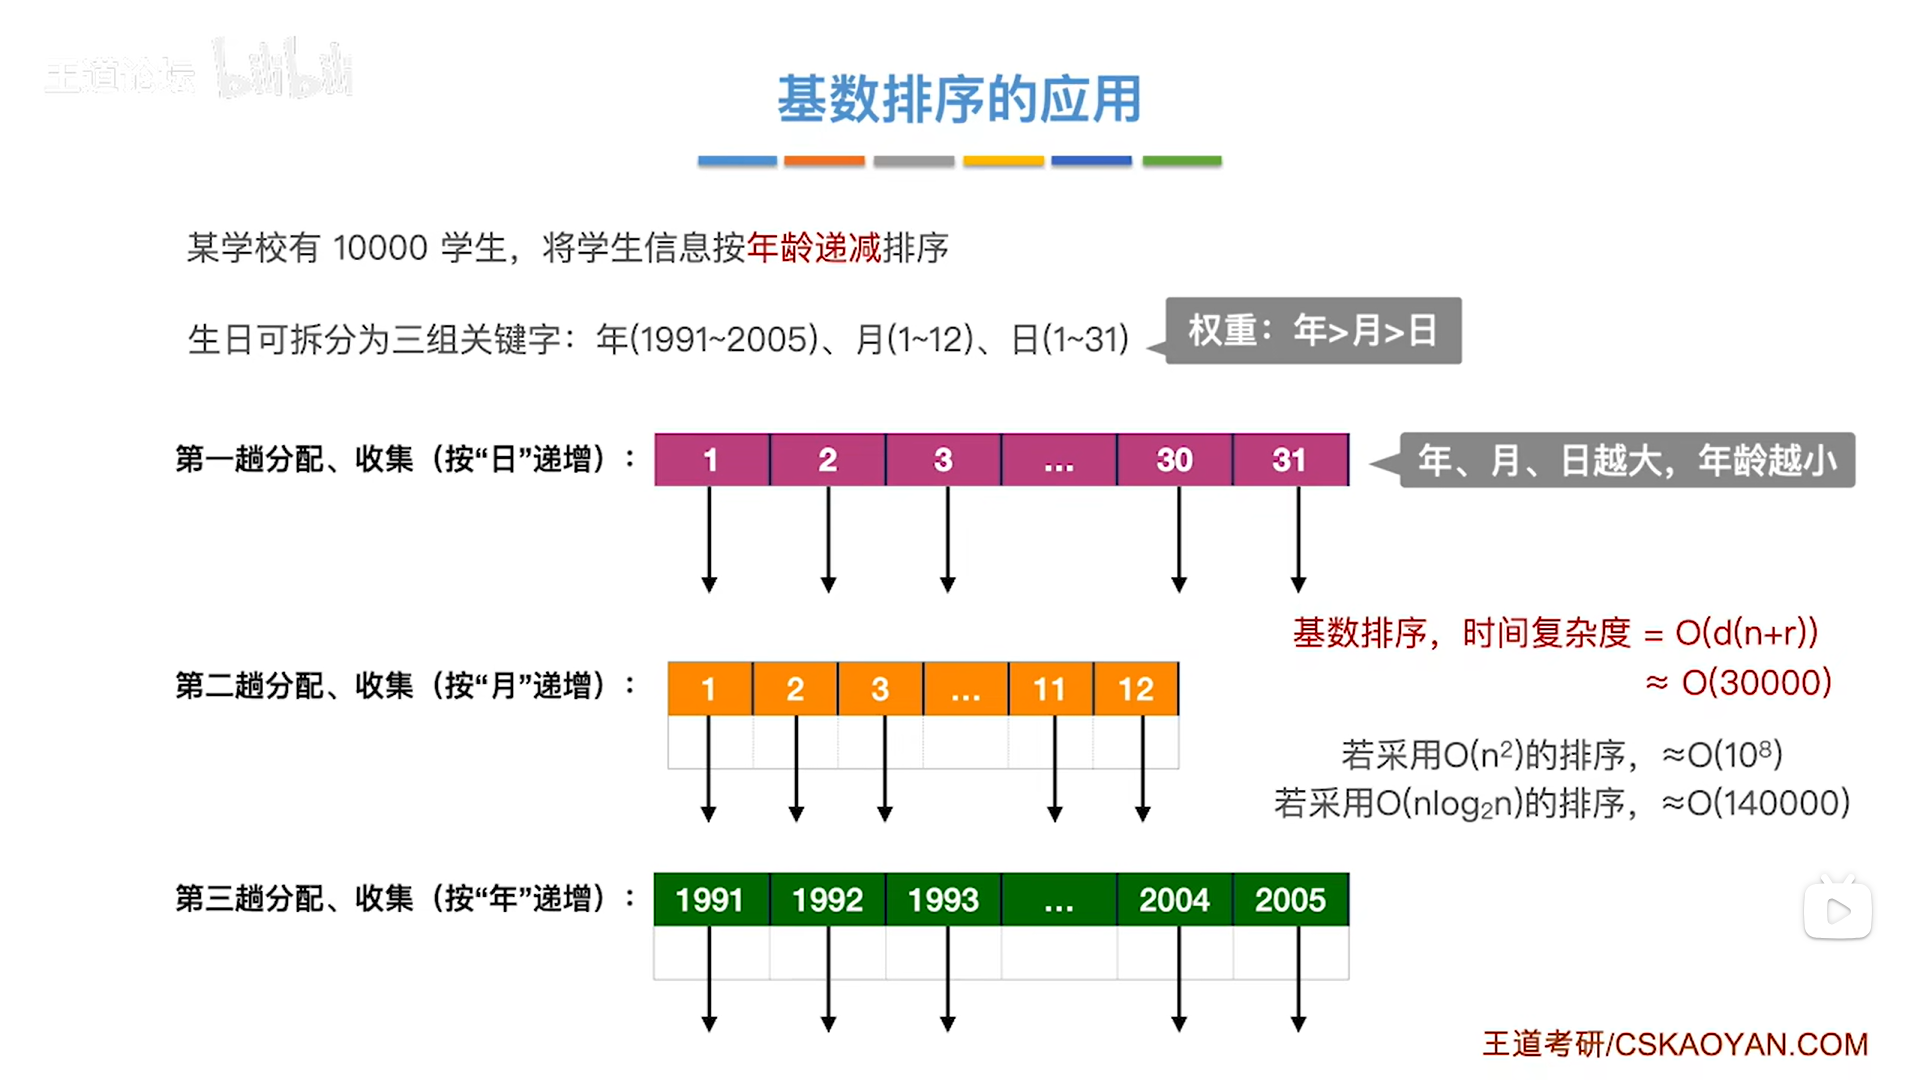 王道论坛 bilibili
基数排序的应用
某学校有 10000 学生，将学生信息按年龄递减排序
生日可拆分为三组关键字：年(1991~2005)、月(1~12)、日(1~31)
权重：年>月>日
第一趟分配、收集（按“日”递增）：
1 2 3 ... 30 31
年、月、日越大，年龄越小
基数排序，时间复杂度 = O(d(n+r))
≈ O(30000)
第二趟分配、收集（按“月”递增）：
1 2 3 ... 11 12
若采用O(n²)的排序，≈O(10⁸)
若采用O(nlog₂n)的排序，≈O(140000)
第三趟分配、收集（按“年”递增）：
1991 1992 1993 ... 2004 2005
王道考研/CSKAOYAN.COM